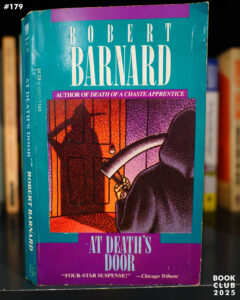 #179
ROBERT
BARNARD
AUTHOR OF DEATH OF A CHASTE APPRENTICE
AT DEATH'S
DOOR
"FOUR-STAR SUSPENSE!" —Chicago Tribune
AT DEATH'S DOOR
ROBERT BARNARD
BOOK
CLUB
2025